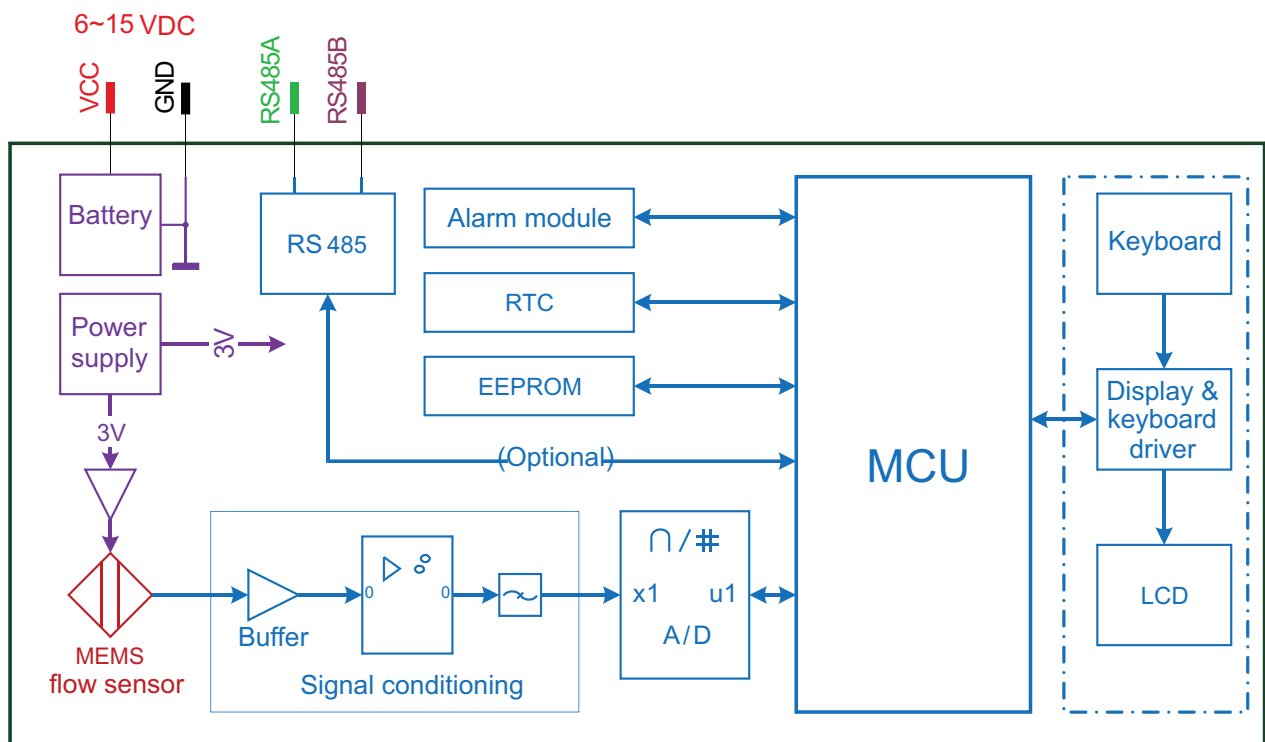 6~15 VDC
VCC
GND
RS485A
RS485B
Battery
RS 485
Alarm module
Keyboard
RTC
Power
supply
3V
EEPROM
Display &
keyboard
driver
3V
(Optional)
MCU
∩/#
x1 u1
A/D
0 0
LCD
Buffer
MEMS
flow sensor
Signal conditioning